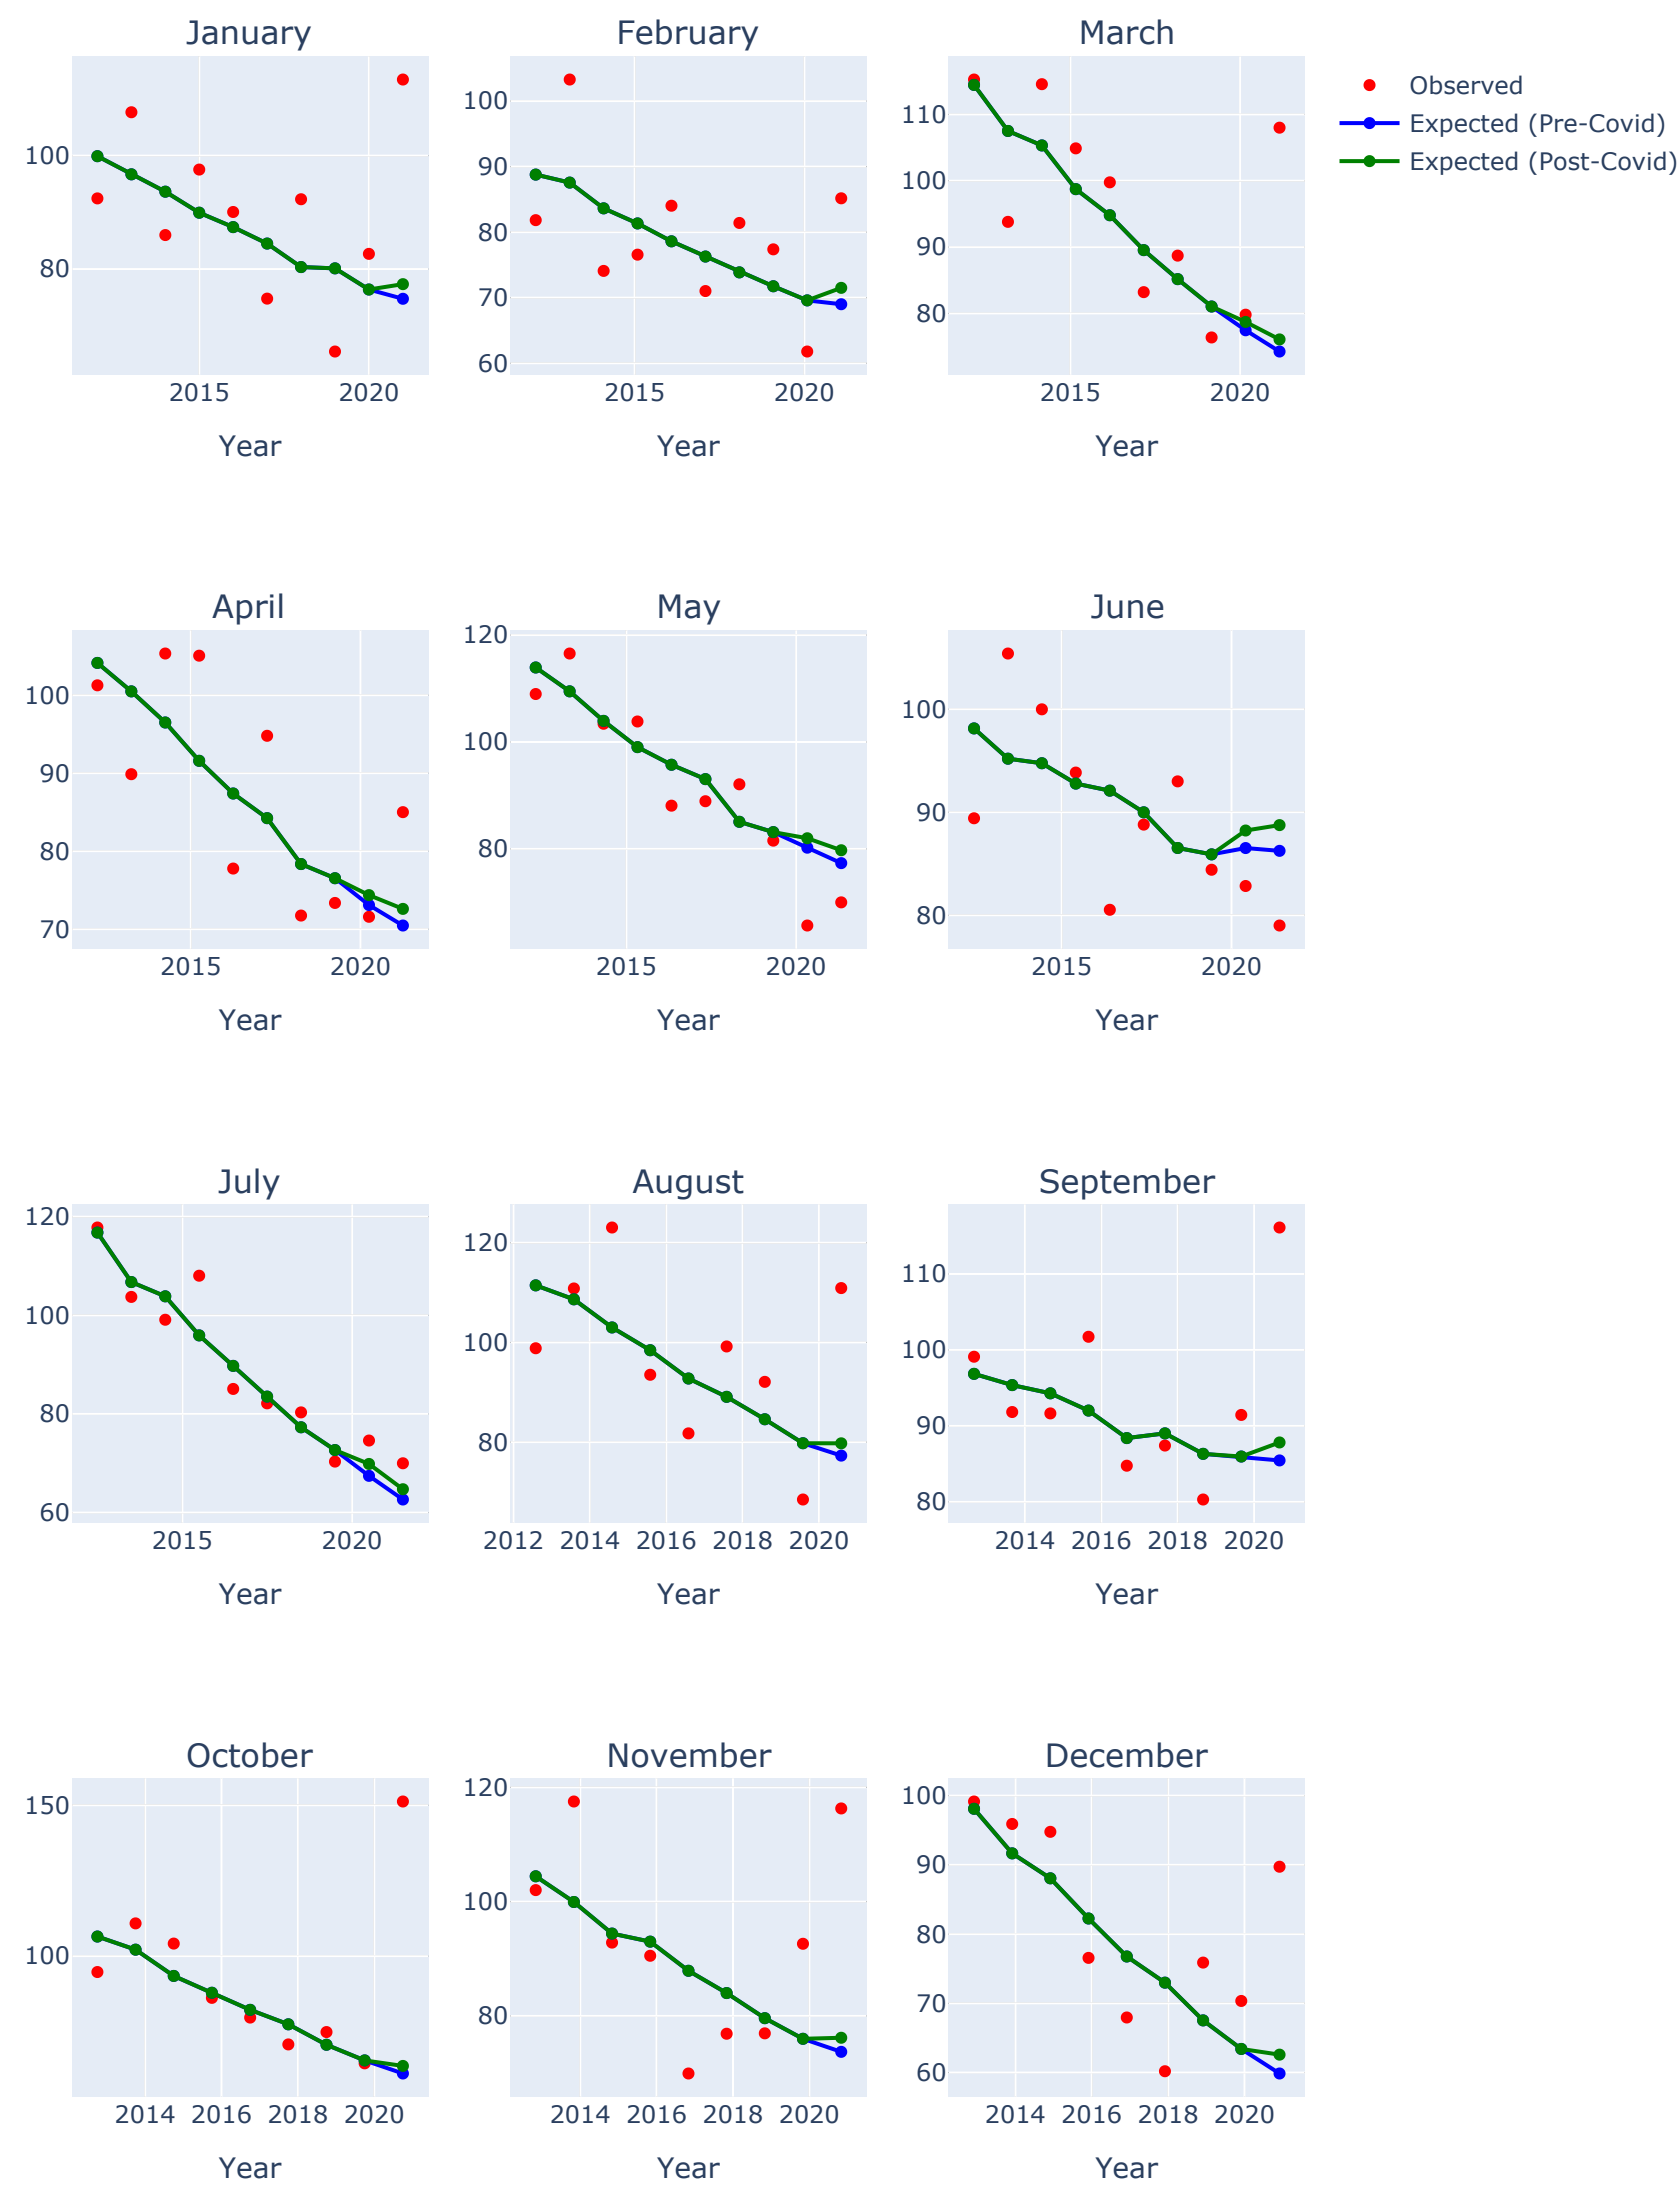 January
February
March
Observed
Expected (Pre-Covid)
Expected (Post-Covid)
100
80
2015
2020
Year
100
90
80
70
60
2015
2020
Year
110
100
90
80
2015
2020
Year
April
May
June
100
90
80
70
2015
2020
Year
120
100
80
2015
2020
Year
100
90
80
2015
2020
Year
July
August
September
120
100
80
60
2015
2020
Year
120
100
80
2012
2014
2016
2018
2020
Year
110
100
90
80
2014
2016
2018
2020
Year
October
November
December
150
100
2014
2016
2018
2020
Year
120
100
80
2014
2016
2018
2020
Year
100
90
80
70
60
2014
2016
2018
2020
Year